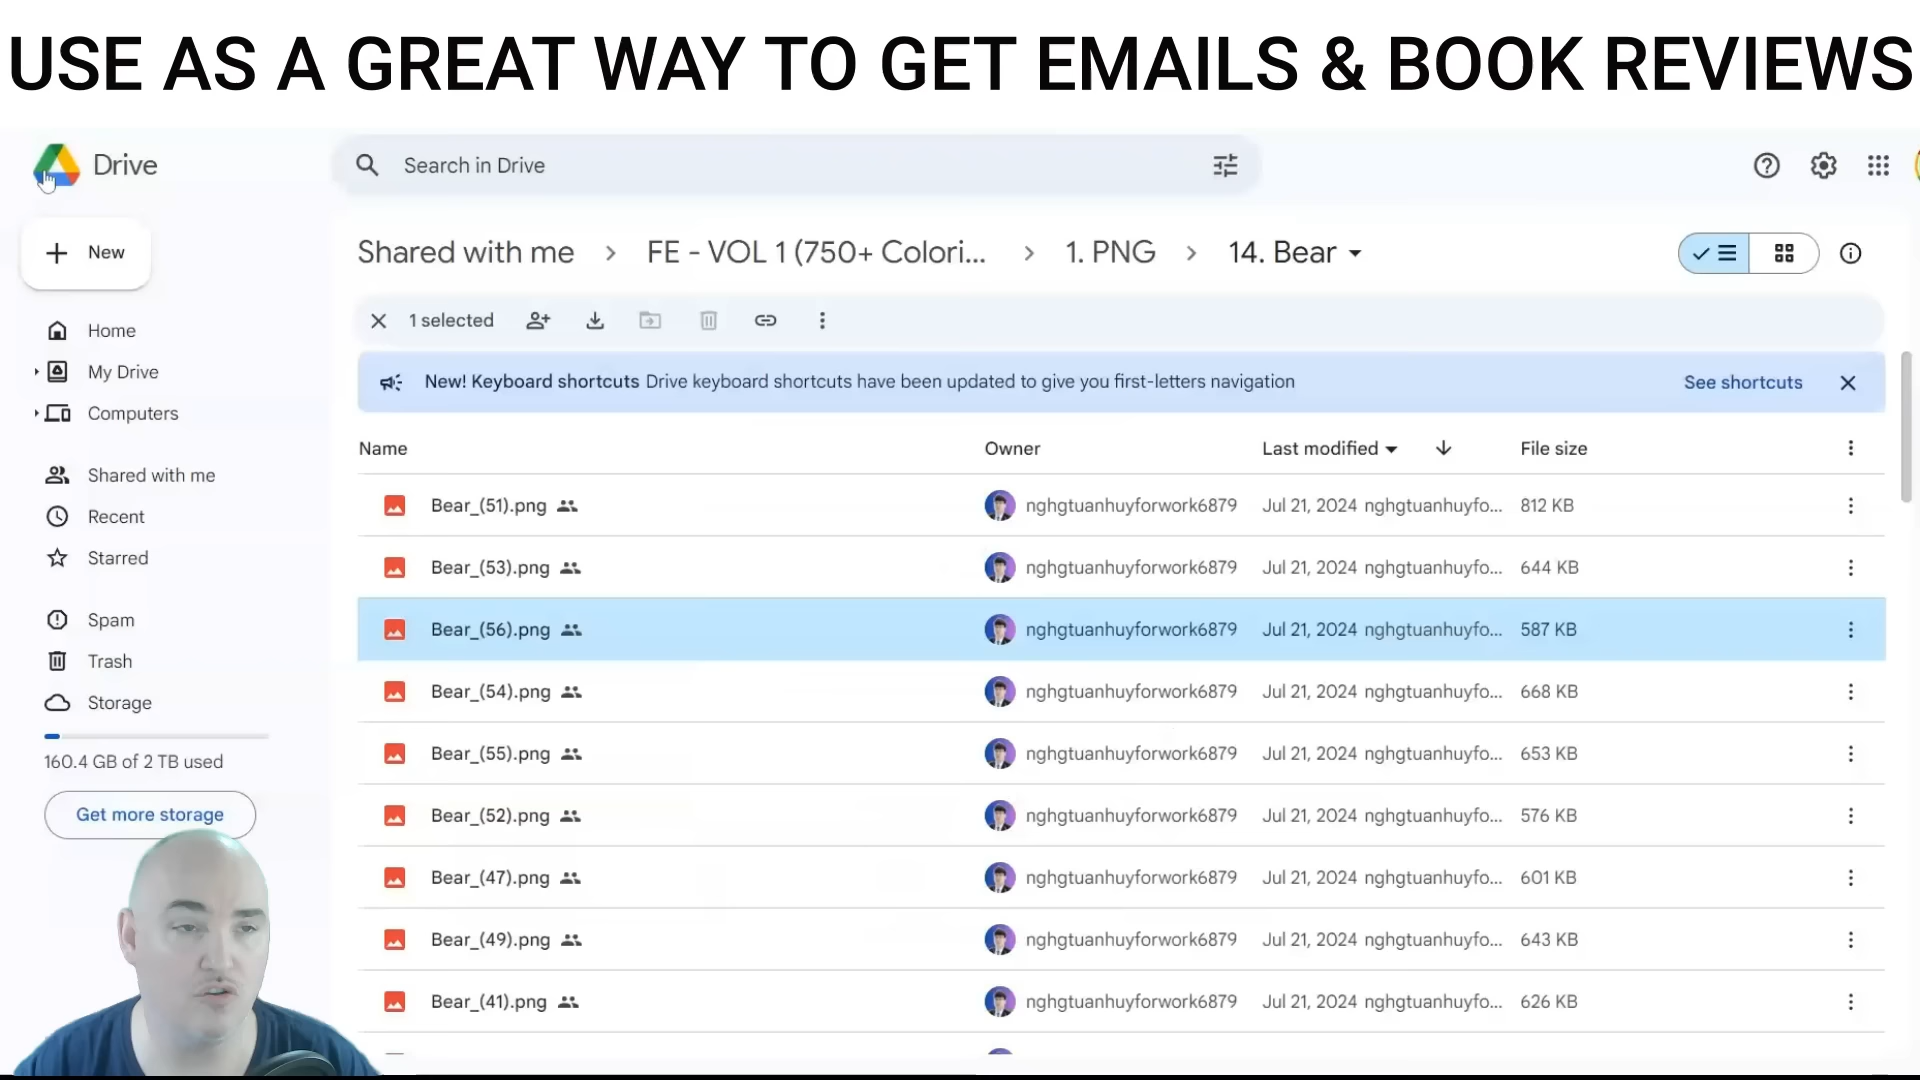 USE AS A GREAT WAY TO GET EMAILS & BOOK REVIEWS
Drive
Search in Drive
New
Shared with me
FE - VOL 1 (750+ Colori...
1. PNG
14. Bear
1 selected
New! Keyboard shortcuts Drive keyboard shortcuts have been updated to give you first-letters navigation
See shortcuts
Home
My Drive
Computers
Shared with me
Recent
Starred
Spam
Trash
Storage
160.4 GB of 2 TB used
Get more storage
Name Owner Last modified File size
Bear_(51).png nghgtuanhuyforwork6879 Jul 21, 2024 nghgtuanhuyfo... 812 KB
Bear_(53).png nghgtuanhuyforwork6879 Jul 21, 2024 nghgtuanhuyfo... 644 KB
Bear_(56).png nghgtuanhuyforwork6879 Jul 21, 2024 nghgtuanhuyfo... 587 KB
Bear_(54).png nghgtuanhuyforwork6879 Jul 21, 2024 nghgtuanhuyfo... 668 KB
Bear_(55).png nghgtuanhuyforwork6879 Jul 21, 2024 nghgtuanhuyfo... 653 KB
Bear_(52).png nghgtuanhuyforwork6879 Jul 21, 2024 nghgtuanhuyfo... 576 KB
Bear_(47).png nghgtuanhuyforwork6879 Jul 21, 2024 nghgtuanhuyfo... 601 KB
Bear_(49).png nghgtuanhuyforwork6879 Jul 21, 2024 nghgtuanhuyfo... 643 KB
Bear_(41).png nghgtuanhuyforwork6879 Jul 21, 2024 nghgtuanhuyfo... 626 KB